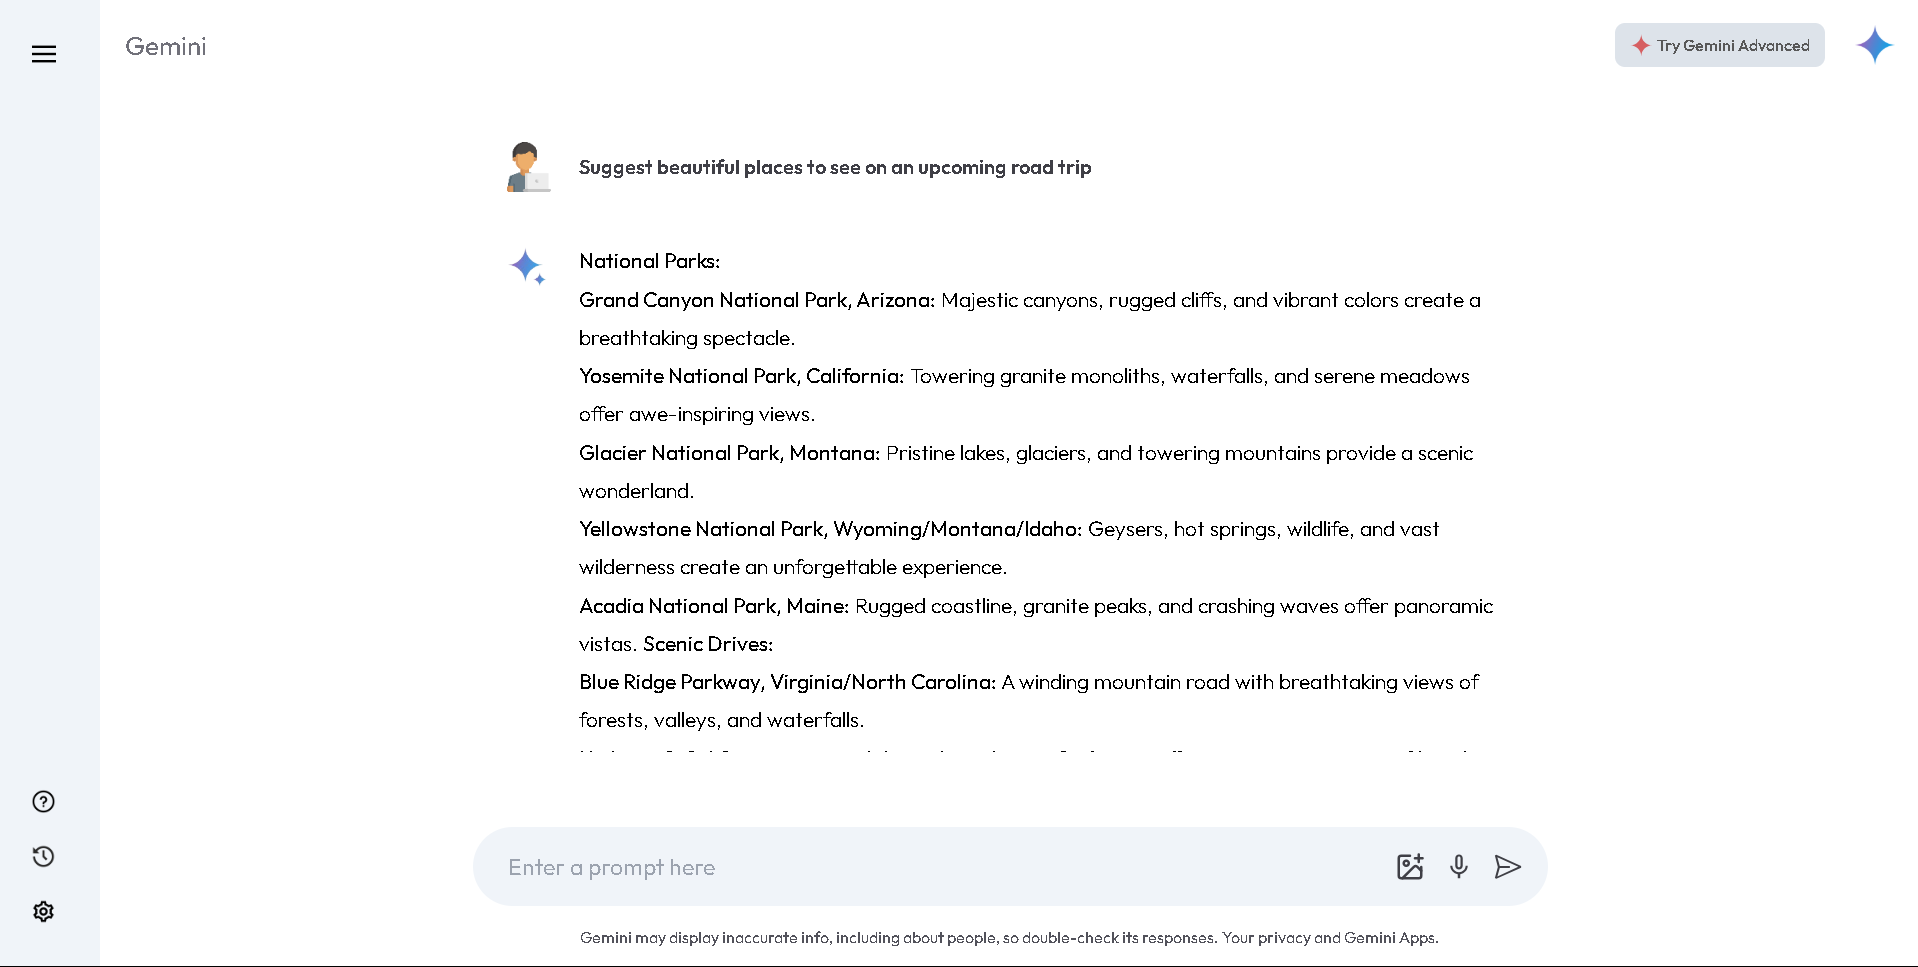 Gemini
Try Gemini Advanced
Suggest beautiful places to see on an upcoming road trip
National Parks:
Grand Canyon National Park, Arizona: Majestic canyons, rugged cliffs, and vibrant colors create a
breathtaking spectacle.
Yosemite National Park, California: Towering granite monoliths, waterfalls, and serene meadows
offer awe-inspiring views.
Glacier National Park, Montana: Pristine lakes, glaciers, and towering mountains provide a scenic
wonderland.
Yellowstone National Park, Wyoming/Montana/Idaho: Geysers, hot springs, wildlife, and vast
wilderness create an unforgettable experience.
Acadia National Park, Maine: Rugged coastline, granite peaks, and crashing waves offer panoramic
vistas. Scenic Drives:
Blue Ridge Parkway, Virginia/North Carolina: A winding mountain road with breathtaking views of
forests, valleys, and waterfalls.
Enter a prompt here
Gemini may display inaccurate info, including about people, so double-check its responses. Your privacy and Gemini Apps.